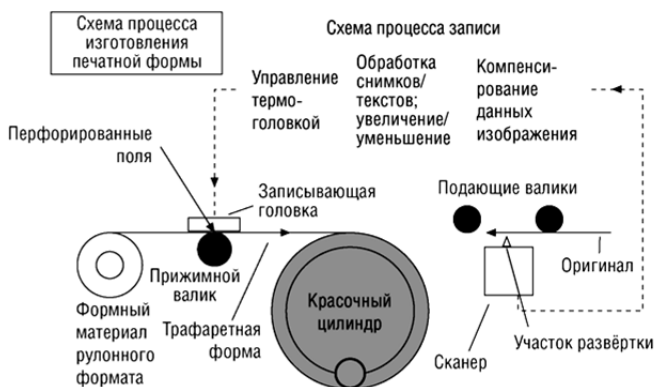 Схема процесса
изготовления
печатной формы
Схема процесса записи
Управление
термо-
головкой
Обработка
снимков/
текстов;
увеличение/
уменьшение
Компенси-
рование
данных
изображения
Перфорированные
поля
Записывающая
головка
Подающие валики
Прижимной
валик
Оригинал
Формный
материал
рулонного
формата
Трафаретная
форма
Красочный
цилиндр
Сканер
Участок развёртки